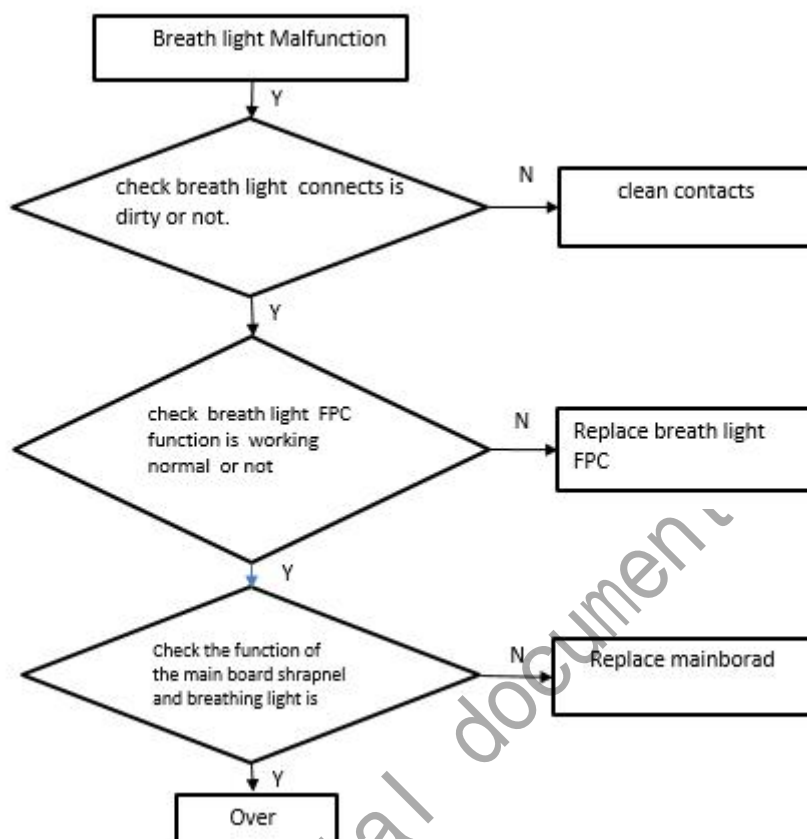 Breath light Malfunction
Y
check breath light connects is
dirty or not.
N
clean contacts
Y
check breath light FPC
function is working
normal or not
N
Replace breath light
FPC
Y
Check the function of
the main board shrapnel
and breathing light is
N
Replace mainborad
Y
Over
document